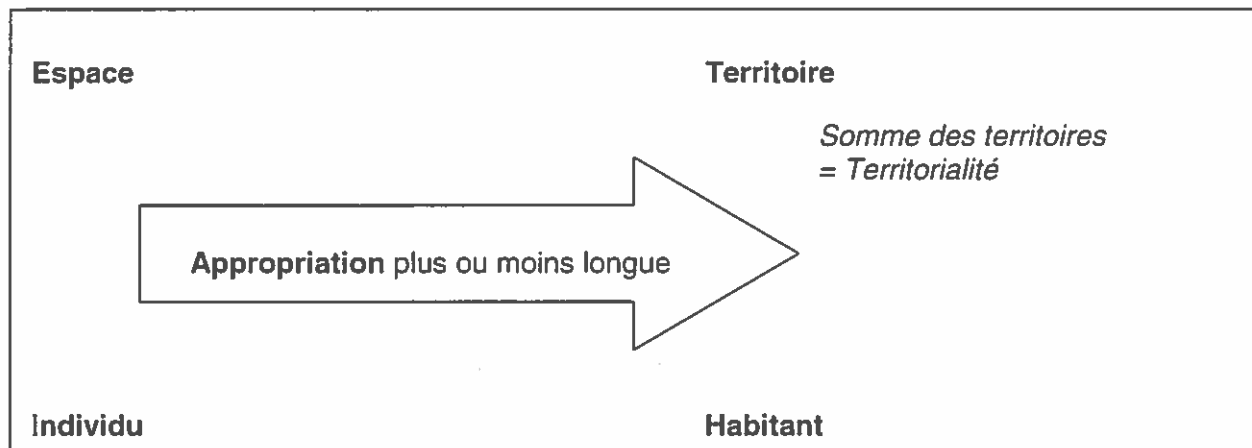 Espace
Territoire
Somme des territoires
= Territorialité
Appropriation plus ou moins longue
Individu
Habitant